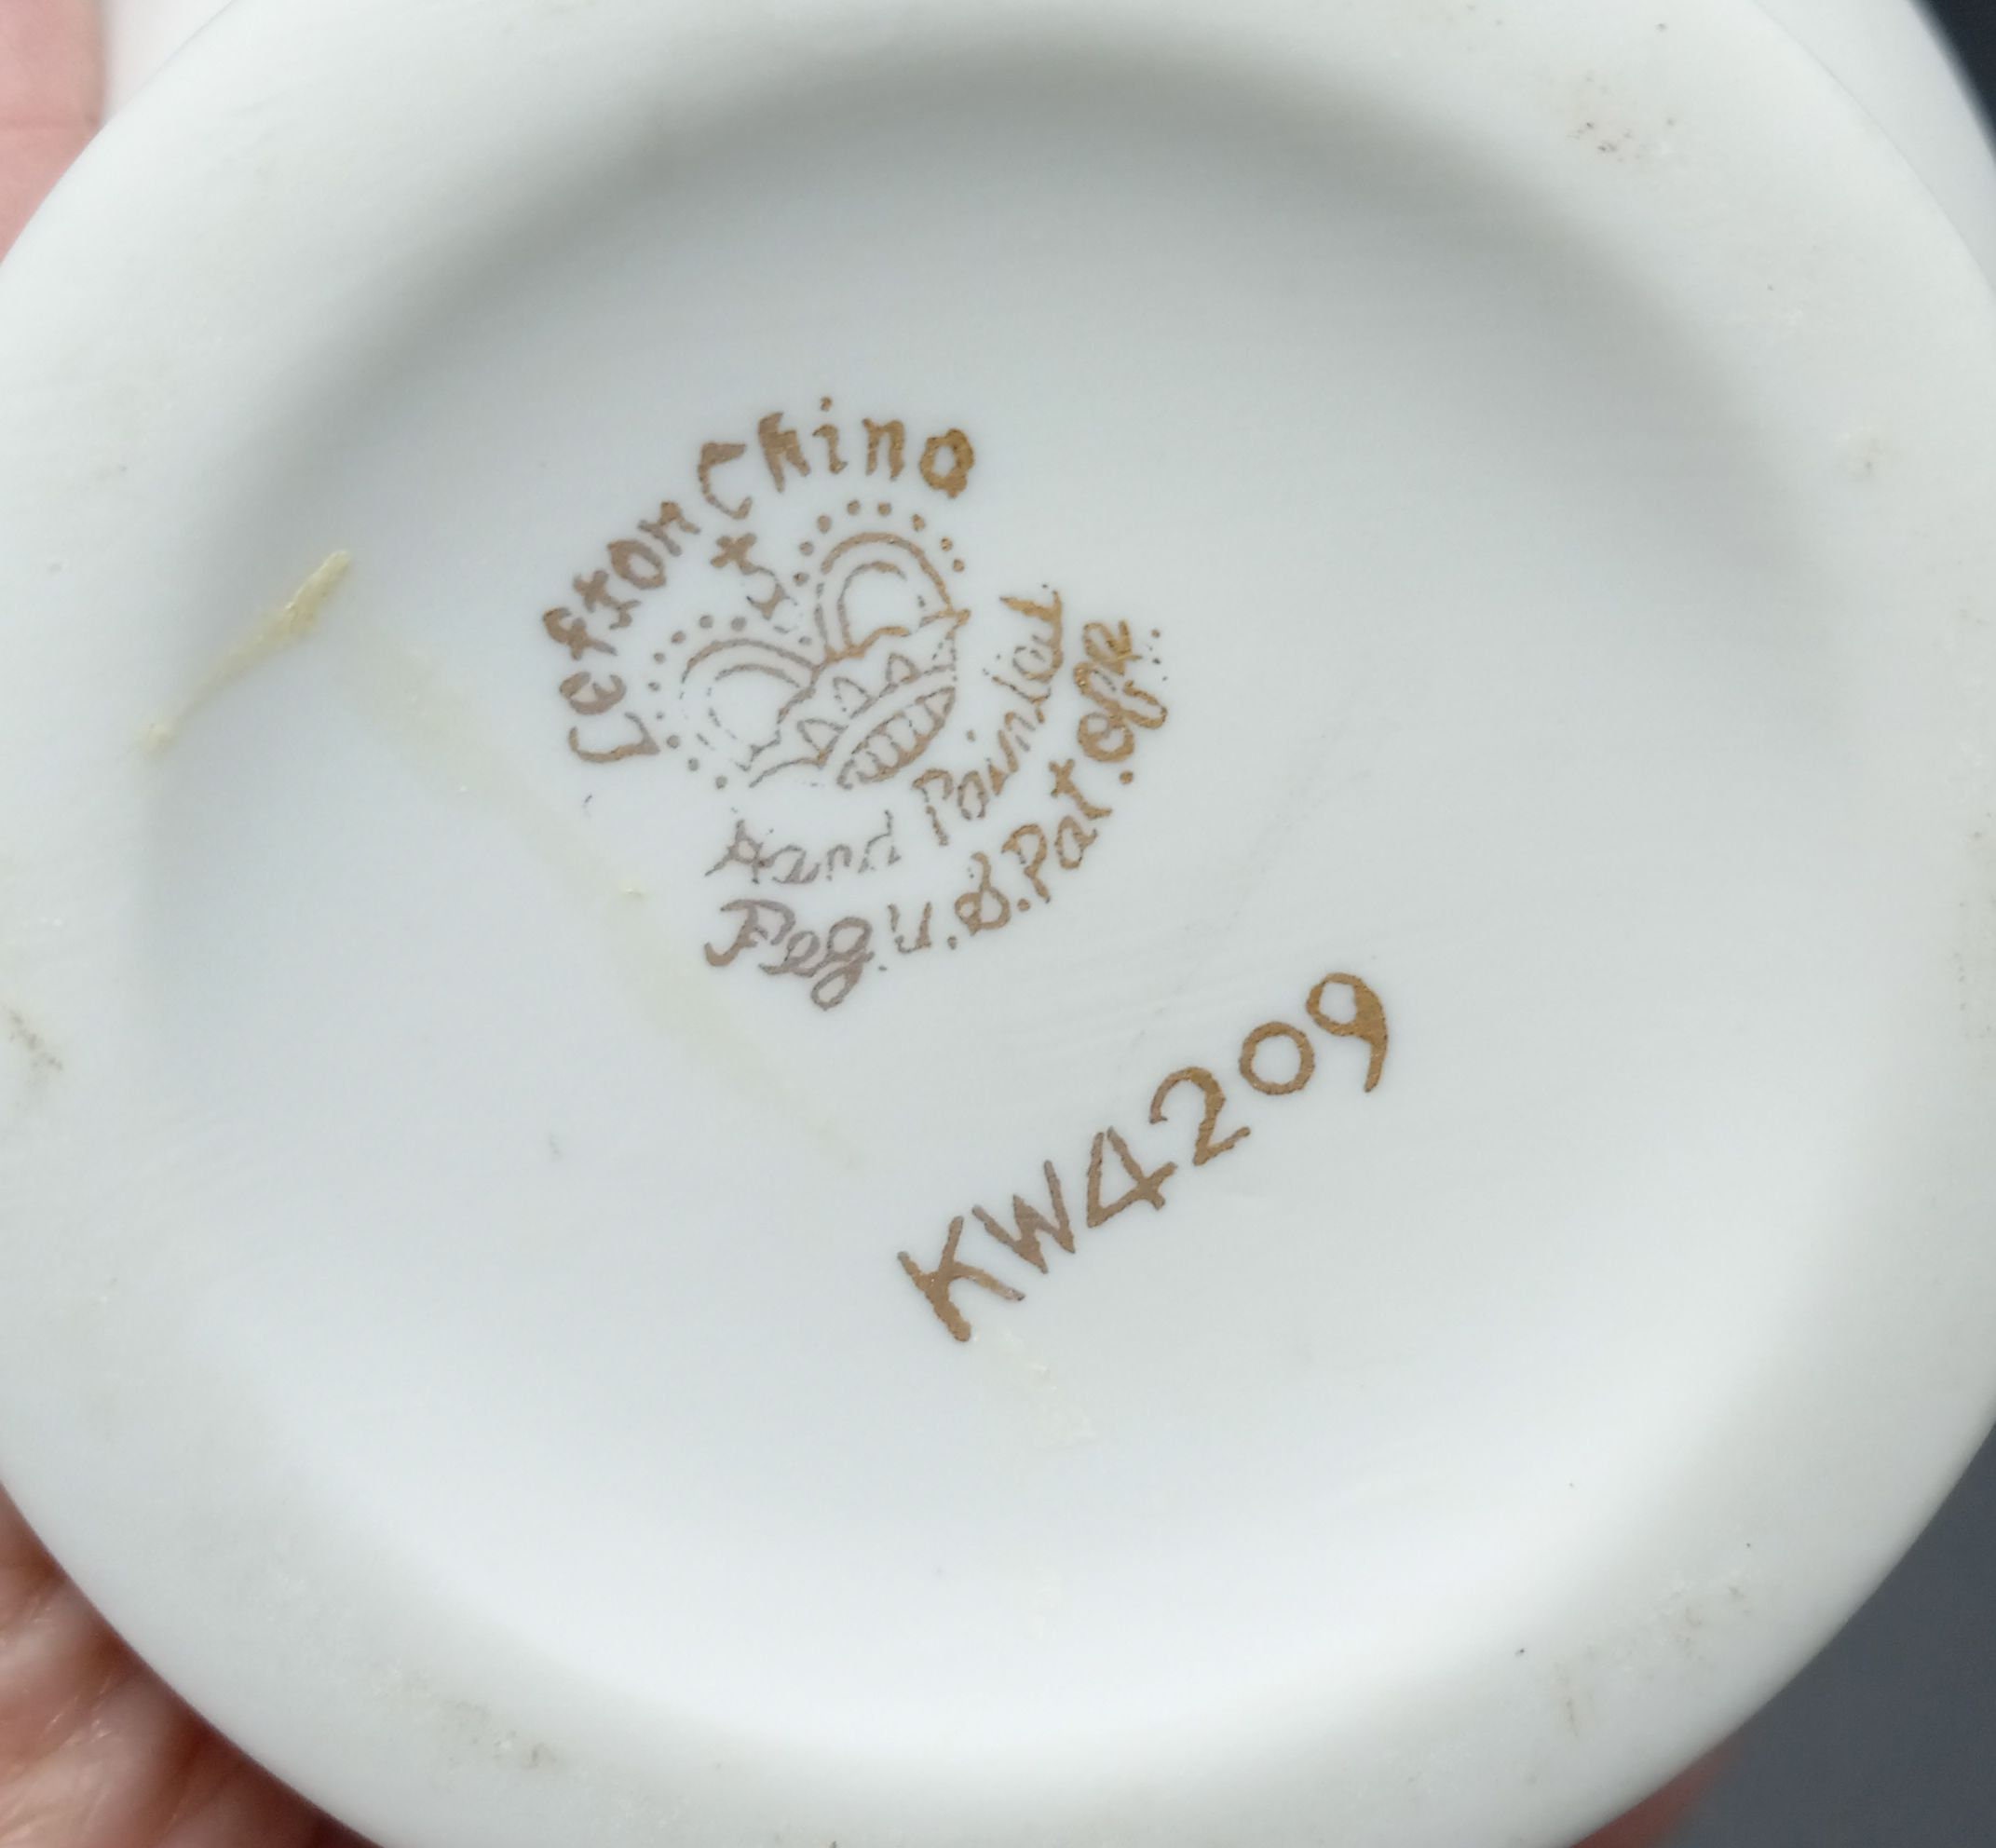 Lefton China
Hand Painted
Reg. U.S. Pat. Off.
KW4209